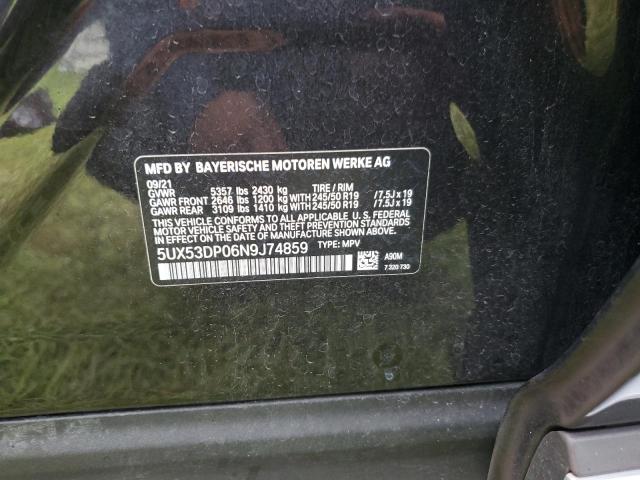 MFD BY BAYERISCHE MOTOREN WERKE AG
09/21
GVWR 5357 lbs 2430 kg TIRE / RIM
GAWR FRONT 2646 lbs 1200 kg WITH 245/50 R19 /7.5J x 19
GAWR REAR 3109 lbs 1410 kg WITH 245/50 R19 /7.5J x 19
THIS VEHICLE CONFORMS TO ALL APPLICABLE U. S. FEDERAL
MOTOR VEHICLE SAFETY AND THEFT PREVENTION STANDARDS
IN EFFECT ON THE DATE OF MANUFACTURE SHOWN ABOVE.
5UX53DP06N9J74859 TYPE: MPV
A90M
7 320 730